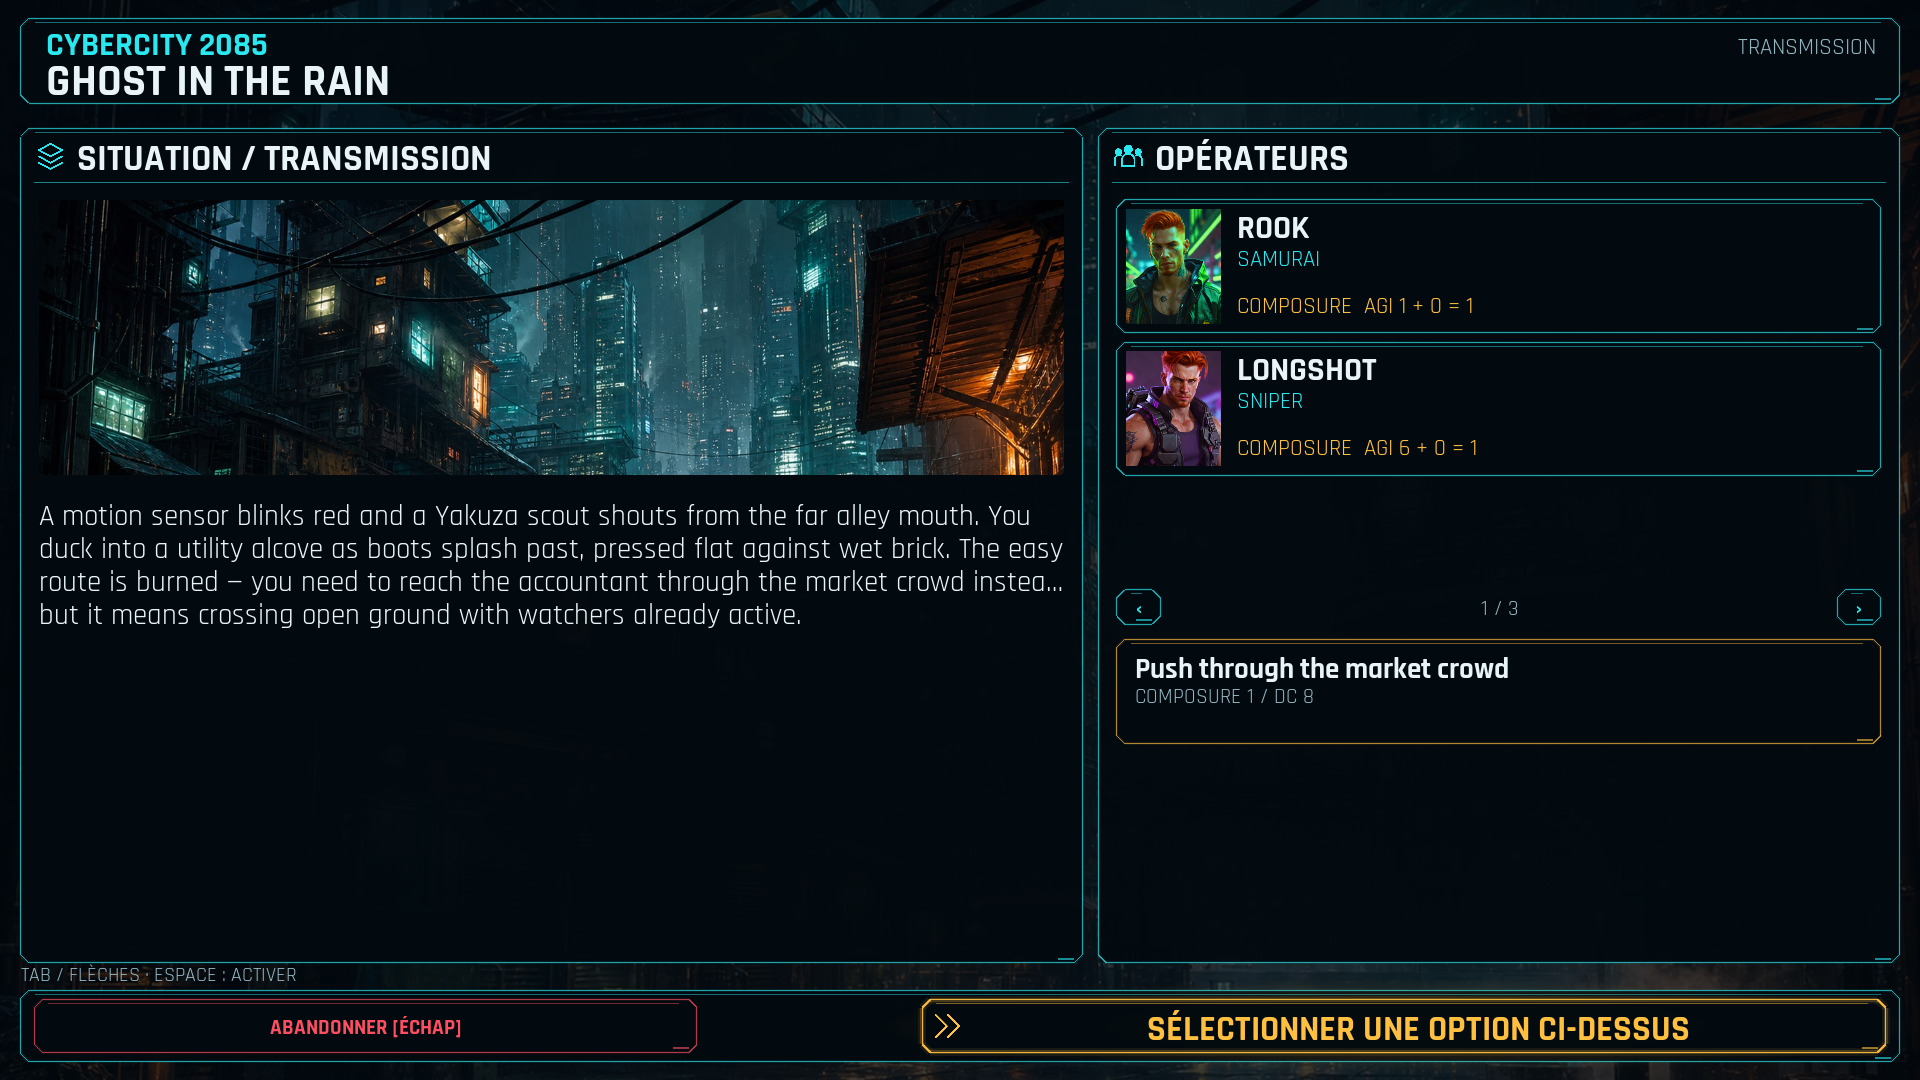 CYBERCITY 2085
GHOST IN THE RAIN
TRANSMISSION
SITUATION / TRANSMISSION
A motion sensor blinks red and a Yakuza scout shouts from the far alley mouth. You
duck into a utility alcove as boots splash past, pressed flat against wet brick. The easy
route is burned — you need to reach the accountant through the market crowd instea...
but it means crossing open ground with watchers already active.
OPÉRATEURS
ROOK
SAMURAI
COMPOSURE AGI 1 + 0 = 1
LONGSHOT
SNIPER
COMPOSURE AGI 6 + 0 = 1
‹ 1 / 3 ›
Push through the market crowd
COMPOSURE 1 / DC 8
TAB / FLÈCHES · ESPACE : ACTIVER
ABANDONNER [ÉCHAP]
SÉLECTIONNER UNE OPTION CI-DESSUS